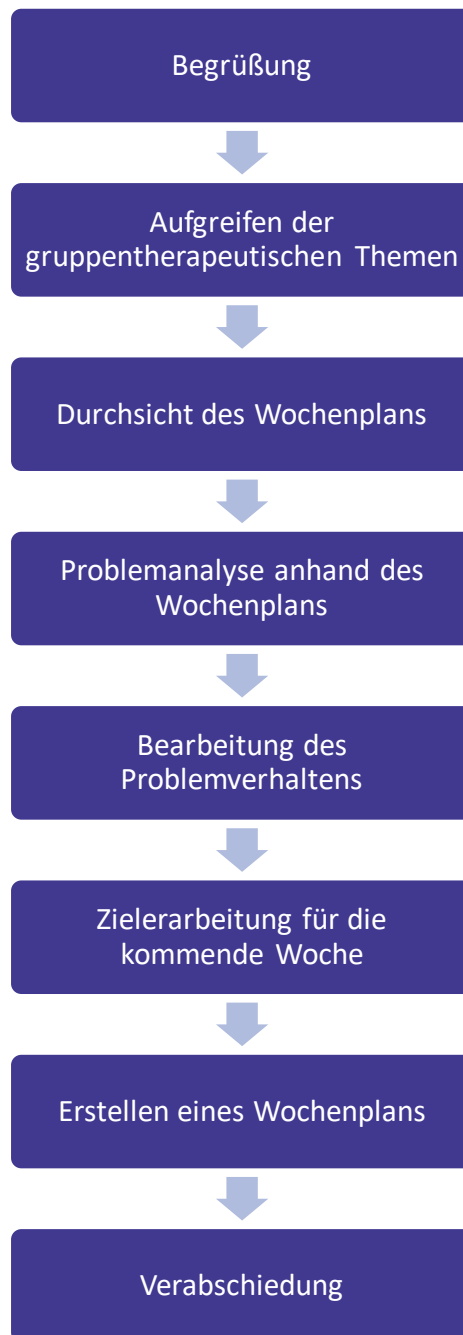 Begrüßung
Aufgreifen der
gruppentherapeutischen Themen
Durchsicht des Wochenplans
Problemanalyse anhand des
Wochenplans
Bearbeitung des
Problemverhaltens
Zielerarbeitung für die
kommende Woche
Erstellen eines Wochenplans
Verabschiedung